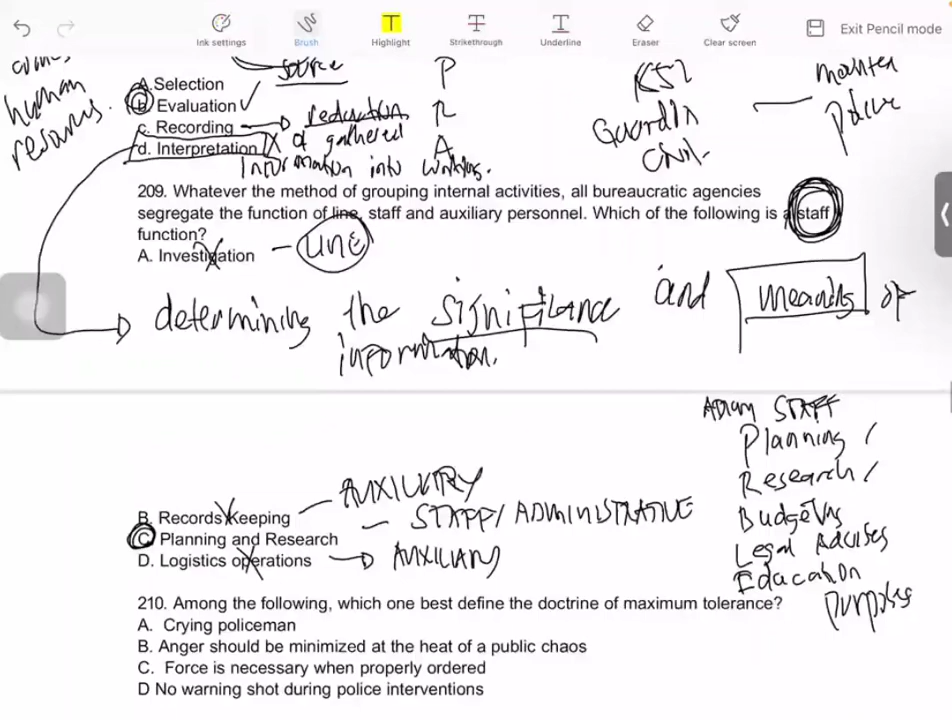 Ink settings
Brush
Highlight
Strikethrough
Underline
Eraser
Clear screen
Exit Pencil mode
source
P
K52
human
A.Selection
b. Evaluation
R
Guardia
c. Recording
reduction
resources.
of gathered
A
Civil.
d. Interpretation
Information into writings.
209. Whatever the method of grouping internal activities, all bureaucratic agencies
segregate the function of line, staff and auxiliary personnel. Which of the following is a staff
function?
A. Investigation
LINE
determining the significance and meaning of
information.
ADMIN STAFF
Planning
Research
AUXILIARY
B. Records Keeping
STAFF/ ADMINISTRATIVE
Budgeting
C Planning and Research
Legal Advises
D. Logistics operations
AUXILIARY
Education
purposes
210. Among the following, which one best define the doctrine of maximum tolerance?
A. Crying policeman
B. Anger should be minimized at the heat of a public chaos
C. Force is necessary when properly ordered
D No warning shot during police interventions